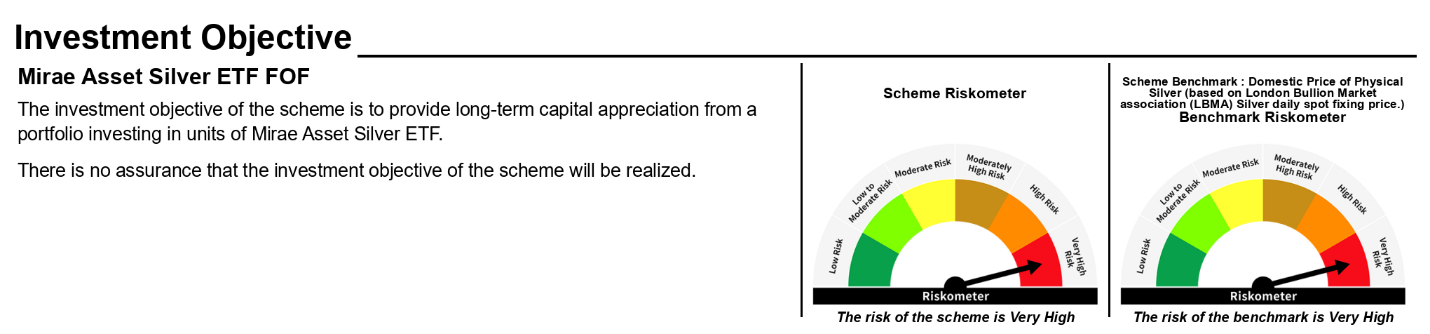 Investment Objective
Mirae Asset Silver ETF FOF
The investment objective of the scheme is to provide long-term capital appreciation from a
portfolio investing in units of Mirae Asset Silver ETF.
There is no assurance that the investment objective of the scheme will be realized.
Scheme Riskometer
Low Risk
Low to
Moderate Risk
Moderate Risk
Moderately
High Risk
High Risk
Very High
Risk
Riskometer
The risk of the scheme is Very High
Scheme Benchmark : Domestic Price of Physical
Silver (based on London Bullion Market
association (LBMA) Silver daily spot fixing price.)
Benchmark Riskometer
Low Risk
Low to
Moderate Risk
Moderate Risk
Moderately
High Risk
High Risk
Very High
Risk
Riskometer
The risk of the benchmark is Very High